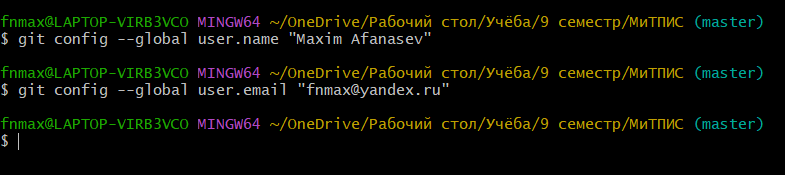 fnmax@LAPTOP-VIRB3VCO MINGW64 ~/OneDrive/Рабочий стол/Учёба/9 семестр/МиТПИС (master)
$ git config --global user.name "Maxim Afanasev"
fnmax@LAPTOP-VIRB3VCO MINGW64 ~/OneDrive/Рабочий стол/Учёба/9 семестр/МиТПИС (master)
$ git config --global user.email "fnmax@yandex.ru"
fnmax@LAPTOP-VIRB3VCO MINGW64 ~/OneDrive/Рабочий стол/Учёба/9 семестр/МиТПИС (master)
$